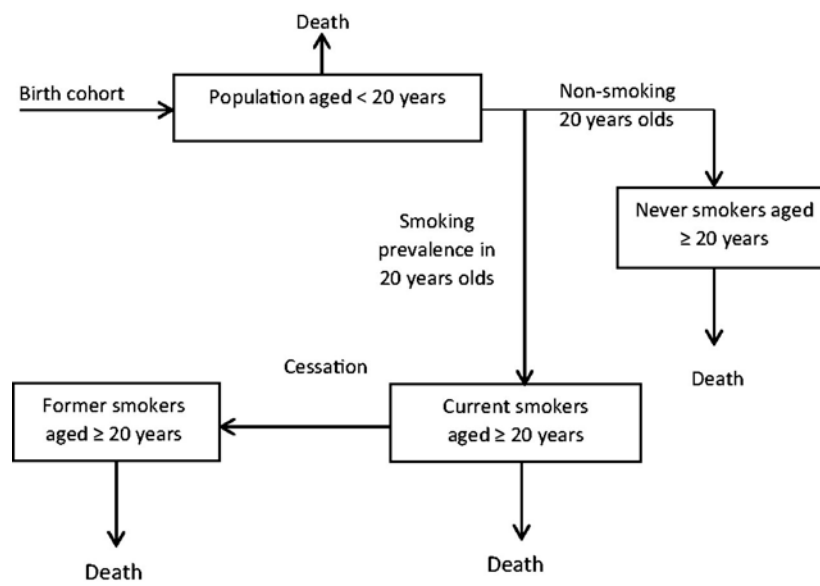 Death
Birth cohort
Population aged < 20 years
Non-smoking
20 years olds
Never smokers aged
≥ 20 years
Smoking
prevalence in
20 years olds
Death
Cessation
Former smokers
aged ≥ 20 years
Current smokers
aged ≥ 20 years
Death
Death